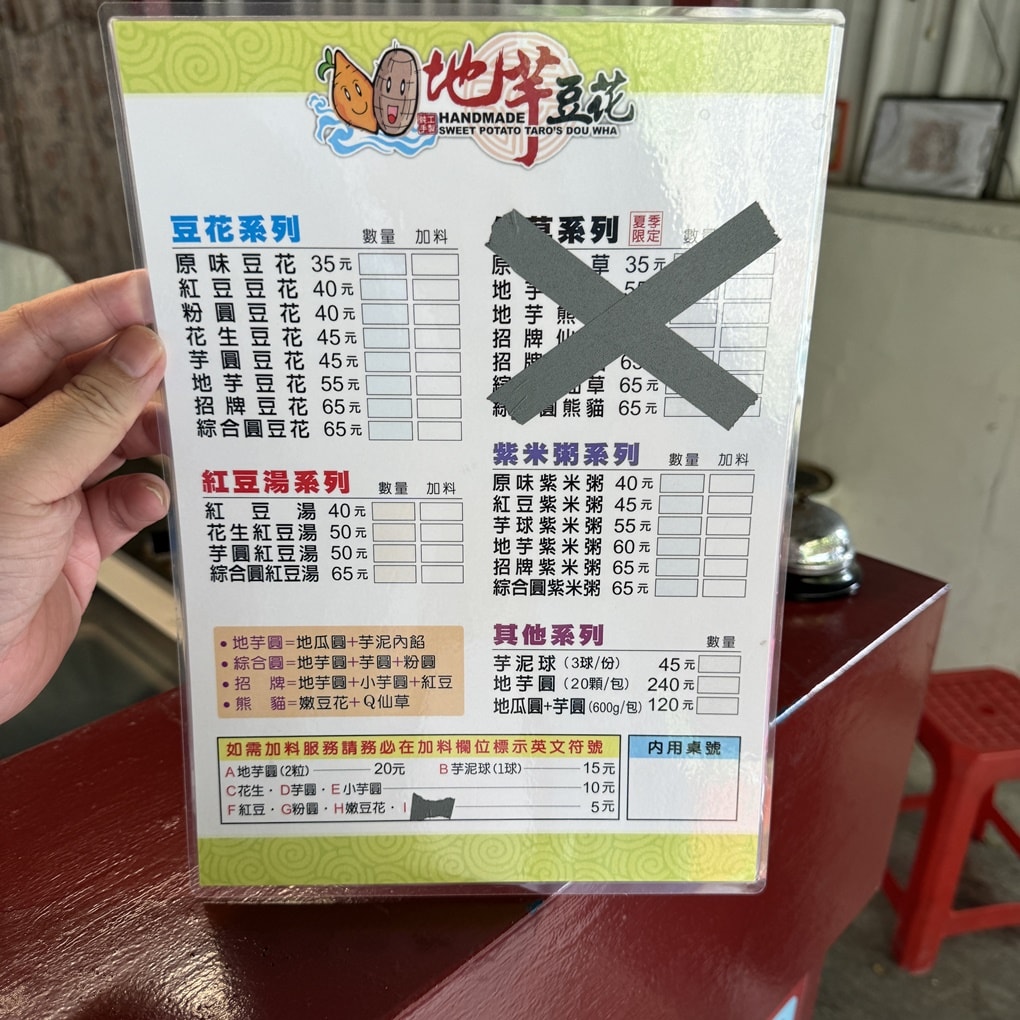 地芋豆花
純工手製
HANDMADE
SWEET POTATO TARO'S DOU WHA
豆花系列 數量 加料
原味豆花 35元
紅豆豆花 40元
粉圓豆花 40元
花生豆花 45元
芋圓豆花 45元
地芋豆花 55元
招牌豆花 65元
綜合圓豆花 65元
紅豆湯系列 數量 加料
紅豆湯 40元
花生紅豆湯 50元
芋圓紅豆湯 50元
綜合圓紅豆湯 65元
•地芋圓=地瓜圓+芋泥內餡
•綜合圓=地芋圓+芋圓+粉圓
•招牌=地芋圓+小芋圓+紅豆
•熊貓=嫩豆花+Q仙草
草系列 夏季限定 數
原 草 35元
地芋
地芋熊
招牌仙
招牌
草 65元
圓熊貓 65元
紫米粥系列 數量 加料
原味紫米粥 40元
紅豆紫米粥 45元
芋球紫米粥 55元
地芋紫米粥 60元
招牌紫米粥 65元
綜合圓紫米粥 65元
其他系列 數量
芋泥球(3球/份) 45元
地芋圓(20顆/包) 240元
地瓜圓+芋圓(600g/包) 120元
如需加料服務請務必在加料欄位標示英文符號
A地芋圓(2粒) 20元 B芋泥球(1球) 15元
C花生・D芋圓・E小芋圓 10元
F紅豆・G粉圓・H嫩豆花・I 5元
內用桌號